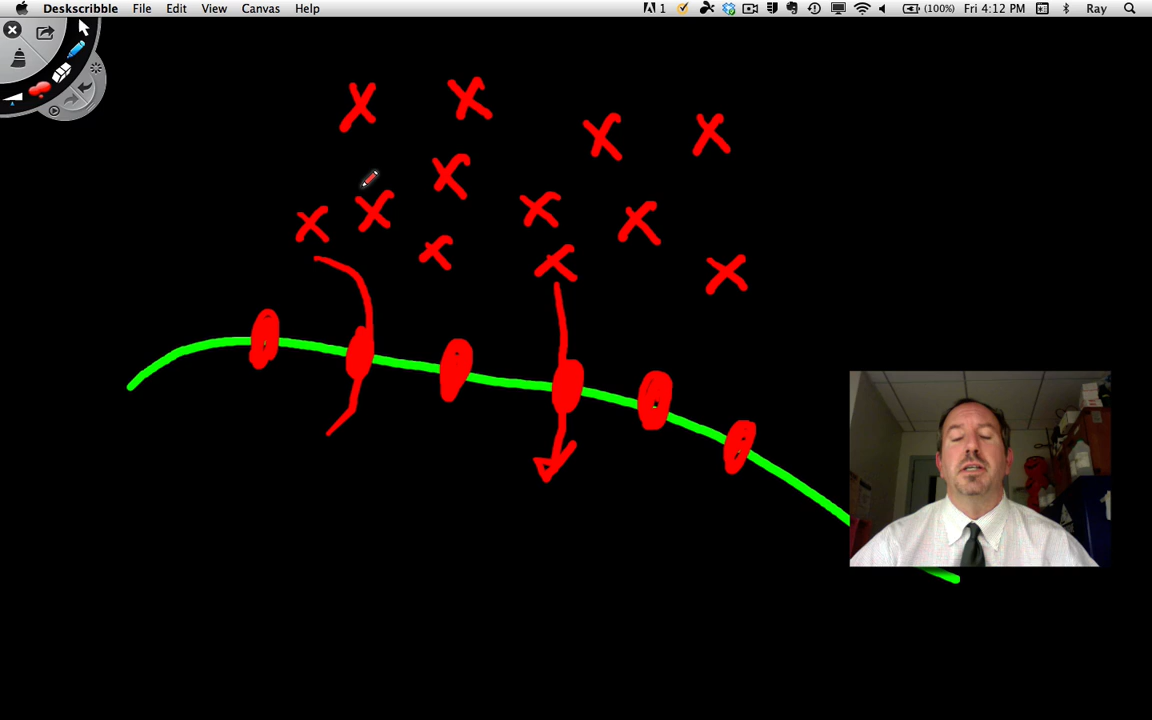 Deskscribble File Edit View Canvas Help 1 (100%) Fri 4:12 PM Ray
X X
X X
X
X X X X
X X
X X